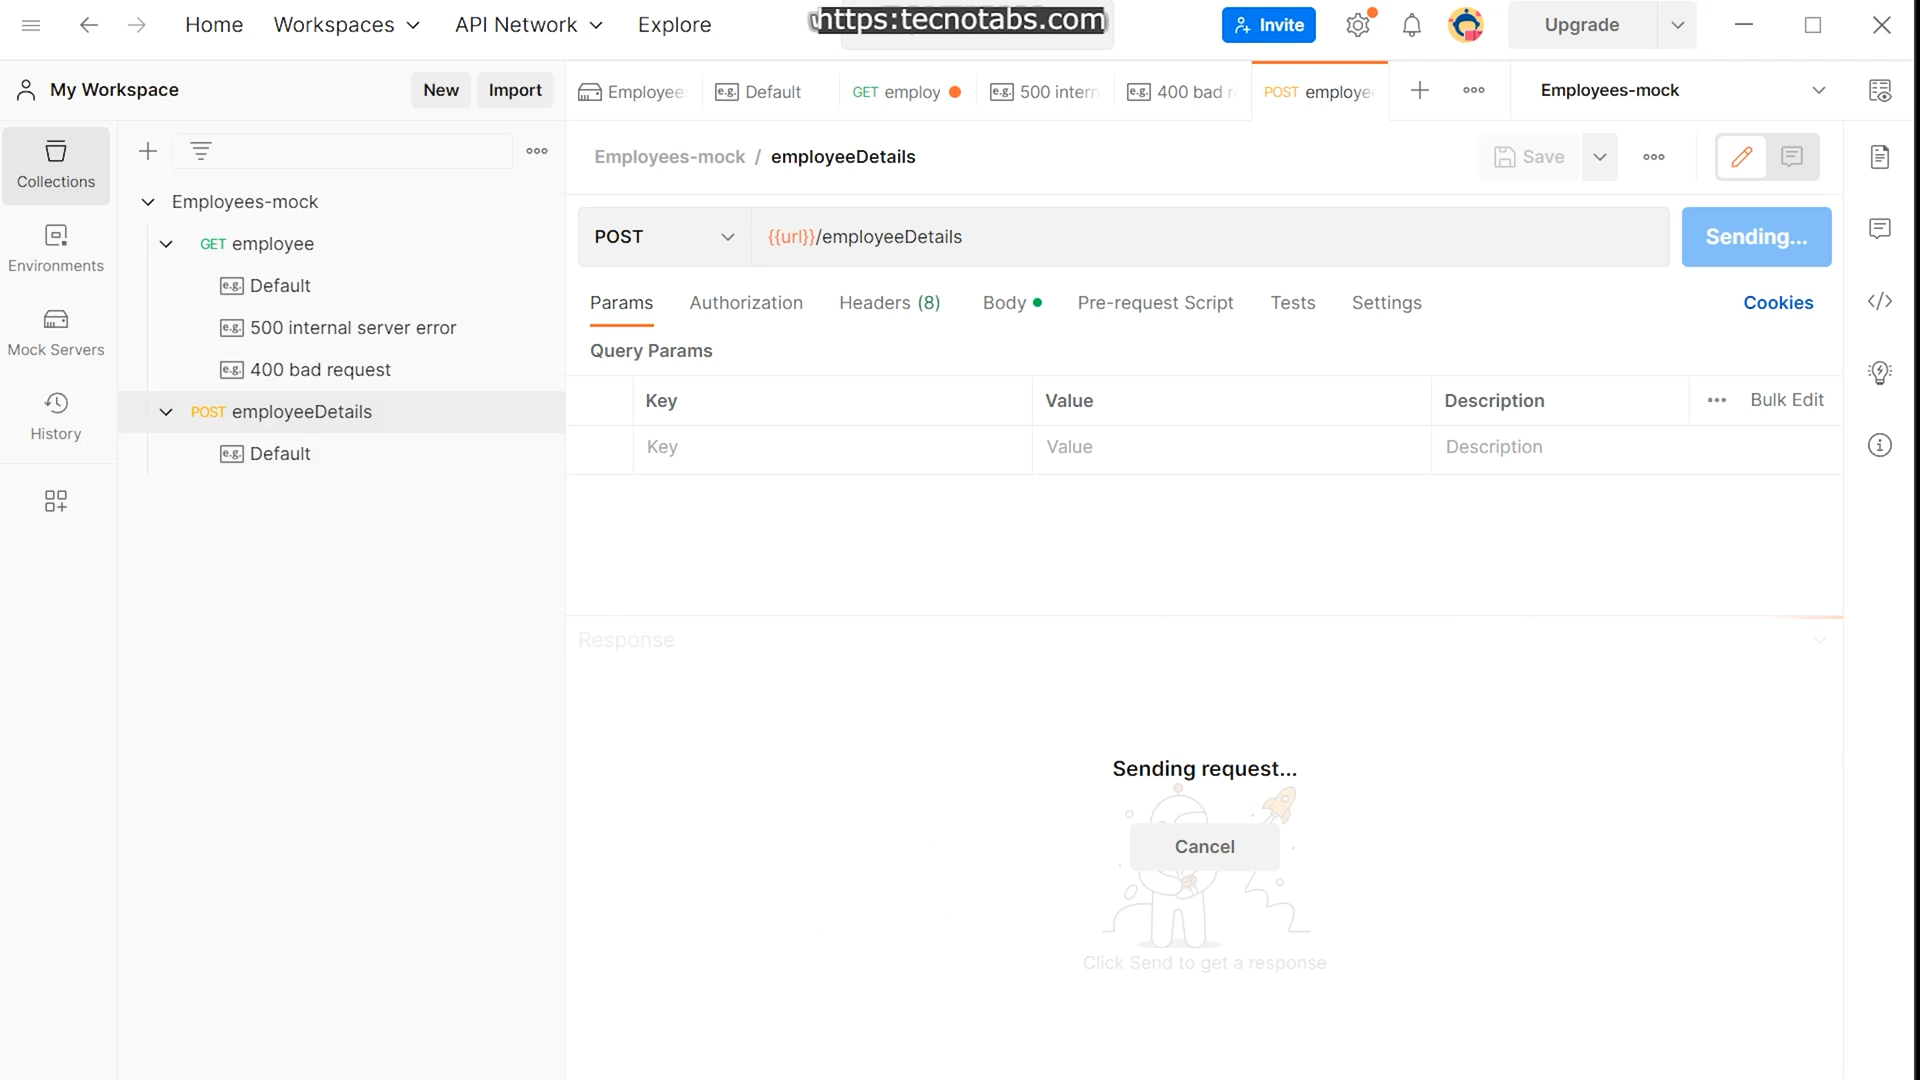 Home
Workspaces
API Network
Explore
https:tecnotabs.com
Invite
Upgrade
My Workspace
New
Import
Employee
e.g. Default
GET employ
e.g. 500 intern
e.g. 400 bad r
POST employe
Employees-mock
Collections
Environments
Mock Servers
History
Employees-mock
GET employee
e.g. Default
e.g. 500 internal server error
e.g. 400 bad request
POST employeeDetails
e.g. Default
Employees-mock / employeeDetails
Save
POST
{{url}}/employeeDetails
Sending...
Params
Authorization
Headers (8)
Body
Pre-request Script
Tests
Settings
Cookies
Query Params
Key
Value
Description
Bulk Edit
Key
Value
Description
Response
Sending request...
Cancel
Click Send to get a response